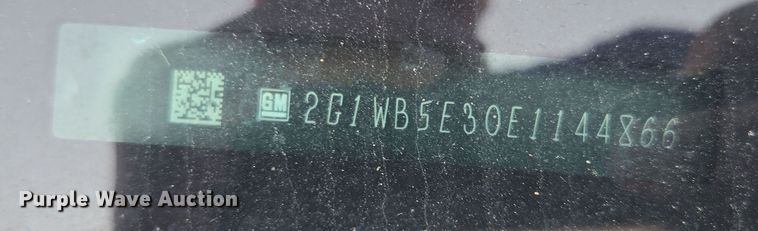 GM 2G1WB5E30E1144866
Purple Wave Auction